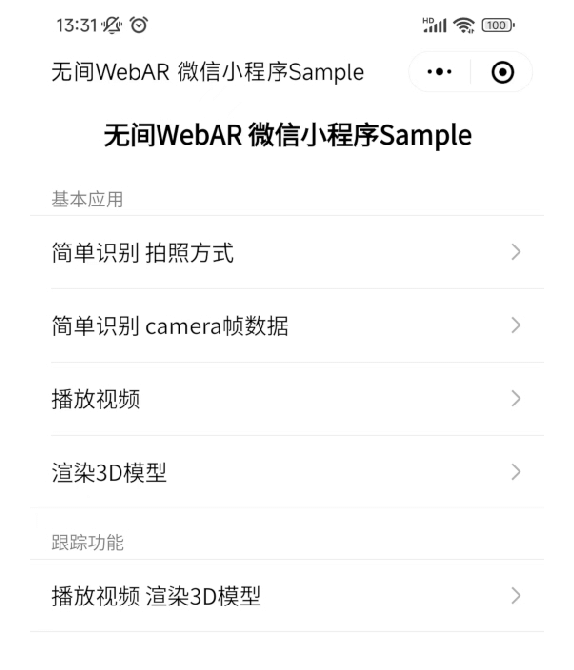 13:31
HD
100
无间WebAR 微信小程序Sample
无间WebAR 微信小程序Sample
基本应用
简单识别 拍照方式
简单识别 camera帧数据
播放视频
渲染3D模型
跟踪功能
播放视频 渲染3D模型